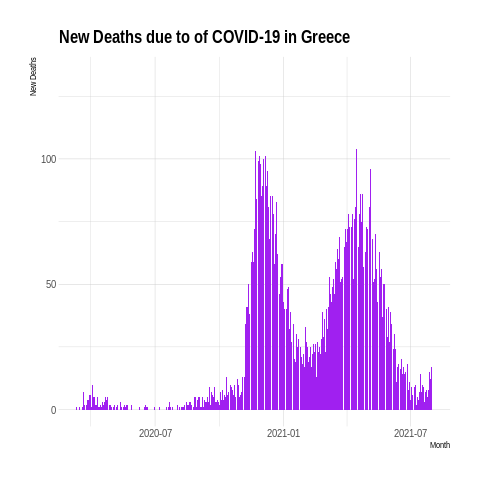 New Deaths due to of COVID-19 in Greece
New Deaths
100
50
0
2020-07
2021-01
2021-07
Month